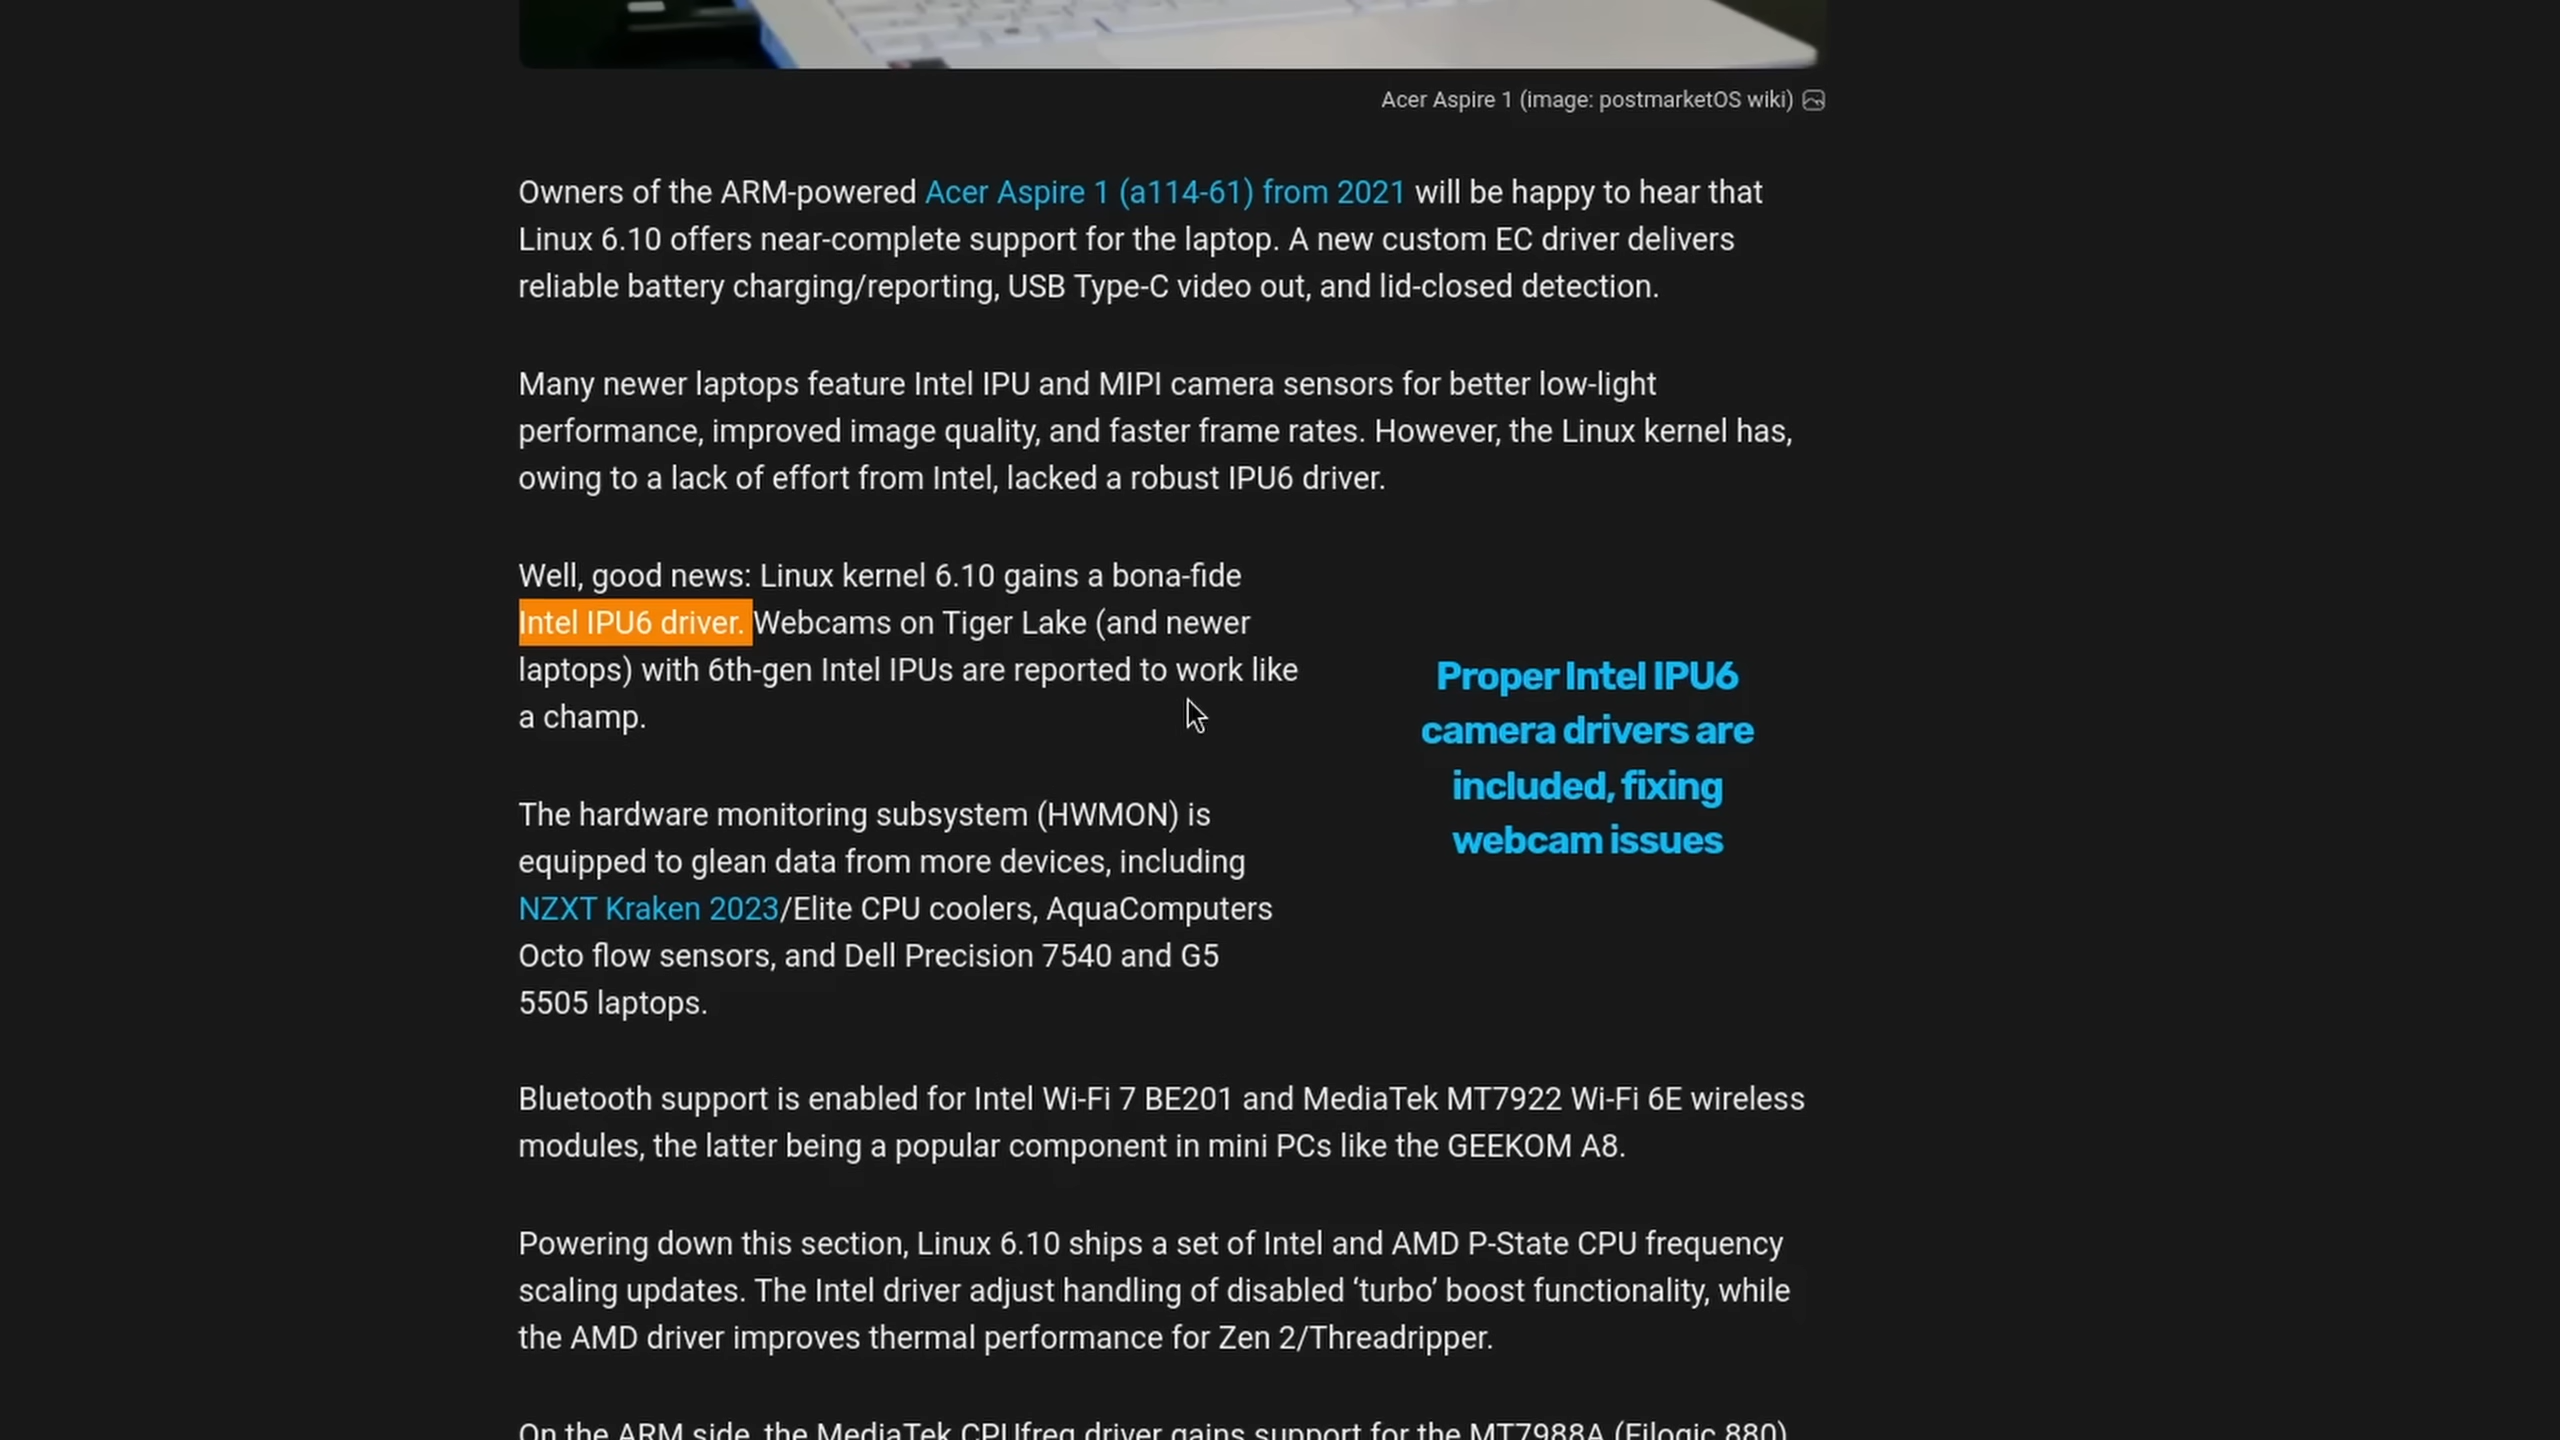 Acer Aspire 1 (image: postmarketOS wiki)
Owners of the ARM-powered Acer Aspire 1 (a114-61) from 2021 will be happy to hear that
Linux 6.10 offers near-complete support for the laptop. A new custom EC driver delivers
reliable battery charging/reporting, USB Type-C video out, and lid-closed detection.
Many newer laptops feature Intel IPU and MIPI camera sensors for better low-light
performance, improved image quality, and faster frame rates. However, the Linux kernel has,
owing to a lack of effort from Intel, lacked a robust IPU6 driver.
Well, good news: Linux kernel 6.10 gains a bona-fide
Intel IPU6 driver. Webcams on Tiger Lake (and newer
laptops) with 6th-gen Intel IPUs are reported to work like
a champ.
Proper Intel IPU6
camera drivers are
included, fixing
webcam issues
The hardware monitoring subsystem (HWMON) is
equipped to glean data from more devices, including
NZXT Kraken 2023/Elite CPU coolers, AquaComputers
Octo flow sensors, and Dell Precision 7540 and G5
5505 laptops.
Bluetooth support is enabled for Intel Wi-Fi 7 BE201 and MediaTek MT7922 Wi-Fi 6E wireless
modules, the latter being a popular component in mini PCs like the GEEKOM A8.
Powering down this section, Linux 6.10 ships a set of Intel and AMD P-State CPU frequency
scaling updates. The Intel driver adjust handling of disabled ‘turbo’ boost functionality, while
the AMD driver improves thermal performance for Zen 2/Threadripper.
On the ARM side, the MediaTek CPUfreq driver gains support for the MT7988A (Filogic 880)